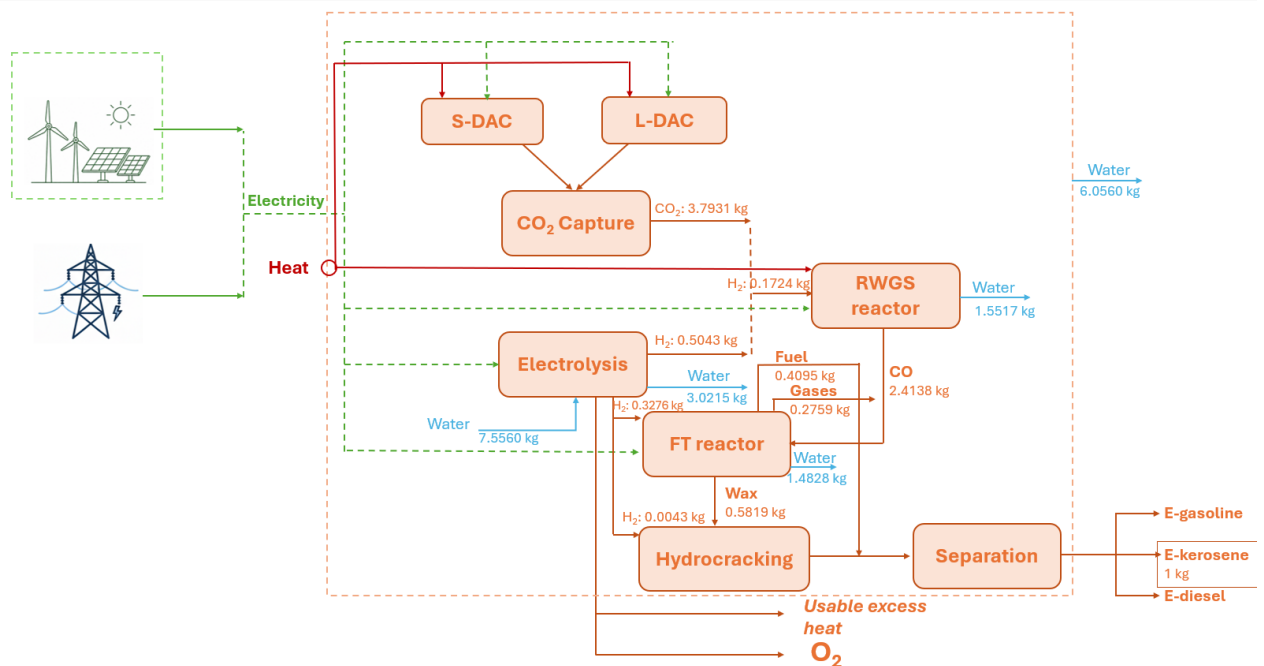 S-DAC
L-DAC
Water
6.0560 kg
Electricity
CO₂ Capture
CO₂: 3.7931 kg
Heat
H₂: 0.1724 kg
RWGS
reactor
Water
1.5517 kg
Electrolysis
H₂: 0.5043 kg
Water
3.0215 kg
Fuel
0.4095 kg
Gases
0.2759 kg
CO
2.4138 kg
Water
7.5560 kg
H₂: 0.3276 kg
FT reactor
Water
1.4828 kg
Wax
0.5819 kg
H₂: 0.0043 kg
Hydrocracking
Separation
E-gasoline
E-kerosene
1 kg
E-diesel
Usable excess
heat
O₂